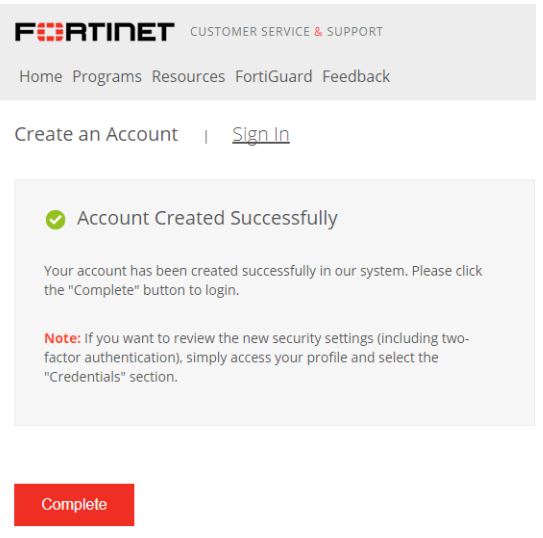 FORTINET CUSTOMER SERVICE & SUPPORT
Home Programs Resources FortiGuard Feedback
Create an Account | Sign In
Account Created Successfully
Your account has been created successfully in our system. Please click
the "Complete" button to login.
Note: If you want to review the new security settings (including two-
factor authentication), simply access your profile and select the
"Credentials" section.
Complete